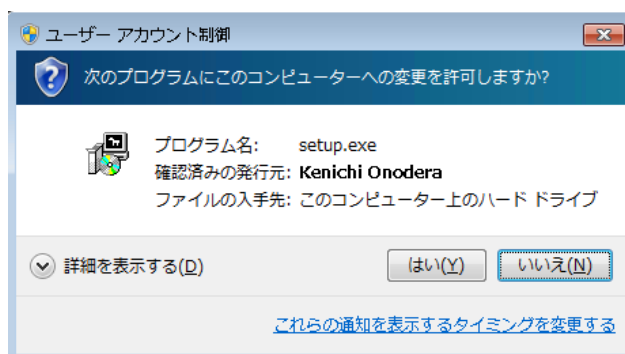 ユーザー アカウント制御
次のプログラムにこのコンピューターへの変更を許可しますか?
プログラム名: setup.exe
確認済みの発行元: Kenichi Onodera
ファイルの入手先: このコンピューター上のハード ドライブ
詳細を表示する(D) はい(Y) いいえ(N)
これらの通知を表示するタイミングを変更する